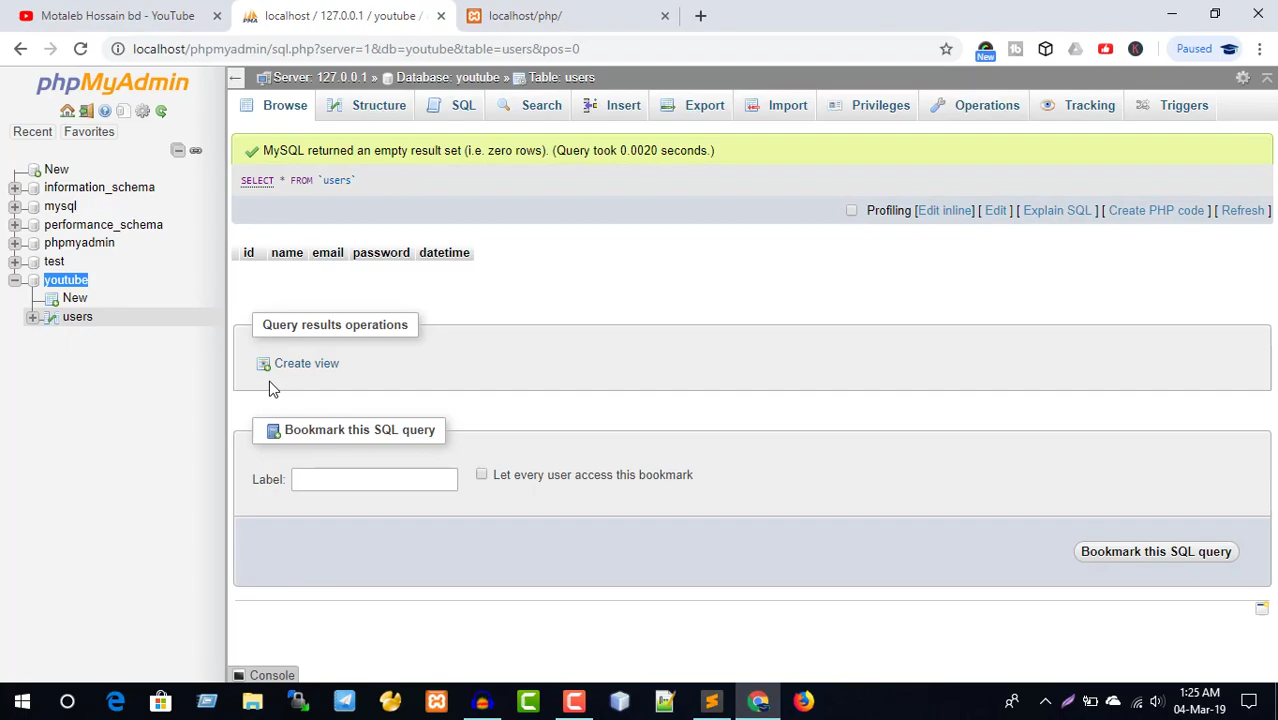 Motaleb Hossain bd - YouTube
localhost / 127.0.0.1 / youtube /
localhost/php/
localhost/phpmyadmin/sql.php?server=1&db=youtube&table=users&pos=0
New
Paused
phpMyAdmin
Recent
Favorites
New
information_schema
mysql
performance_schema
phpmyadmin
test
youtube
New
users
Server: 127.0.0.1 » Database: youtube » Table: users
Browse
Structure
SQL
Search
Insert
Export
Import
Privileges
Operations
Tracking
Triggers
MySQL returned an empty result set (i.e. zero rows). (Query took 0.0020 seconds.)
SELECT * FROM `users`
Profiling [Edit inline] [ Edit ] [ Explain SQL ] [ Create PHP code ] [ Refresh ]
id name email password datetime
Query results operations
Create view
Bookmark this SQL query
Label:
Let every user access this bookmark
Bookmark this SQL query
Console
1:25 AM
04-Mar-19